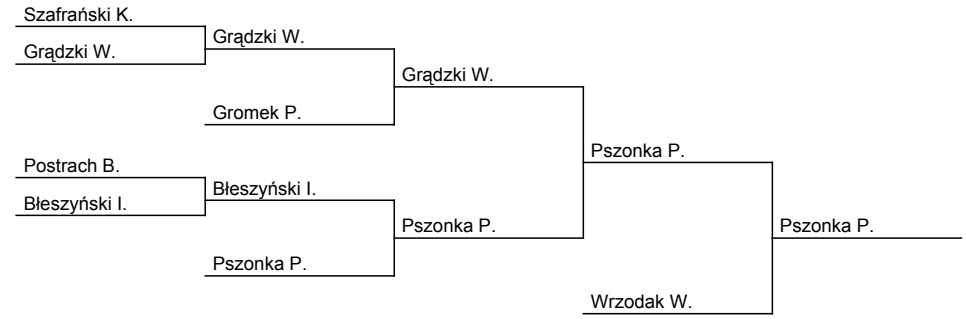 Szafrański K.
Grądzki W.
Grądzki W.
Grądzki W.
Gromek P.
Postrach B.
Pszonka P.
Błeszyński I.
Błeszyński I.
Pszonka P.
Pszonka P.
Pszonka P.
Wrzodak W.